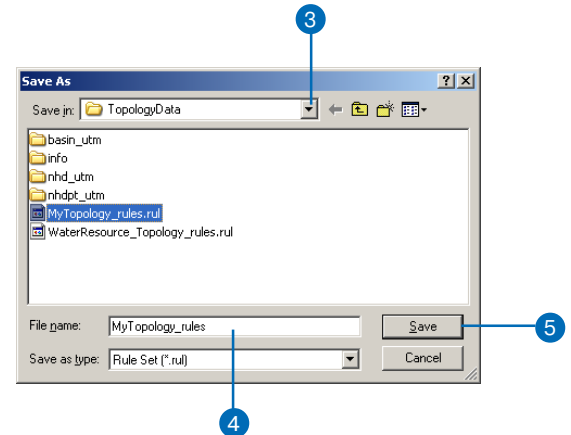 3
Save As
Save in: TopologyData
basin_utm
info
nhd_utm
nhdpt_utm
MyTopology_rules.rul
WaterResource_Topology_rules.rul
File name: MyTopology_rules Save 5
Save as type: Rule Set (*.rul) Cancel
4